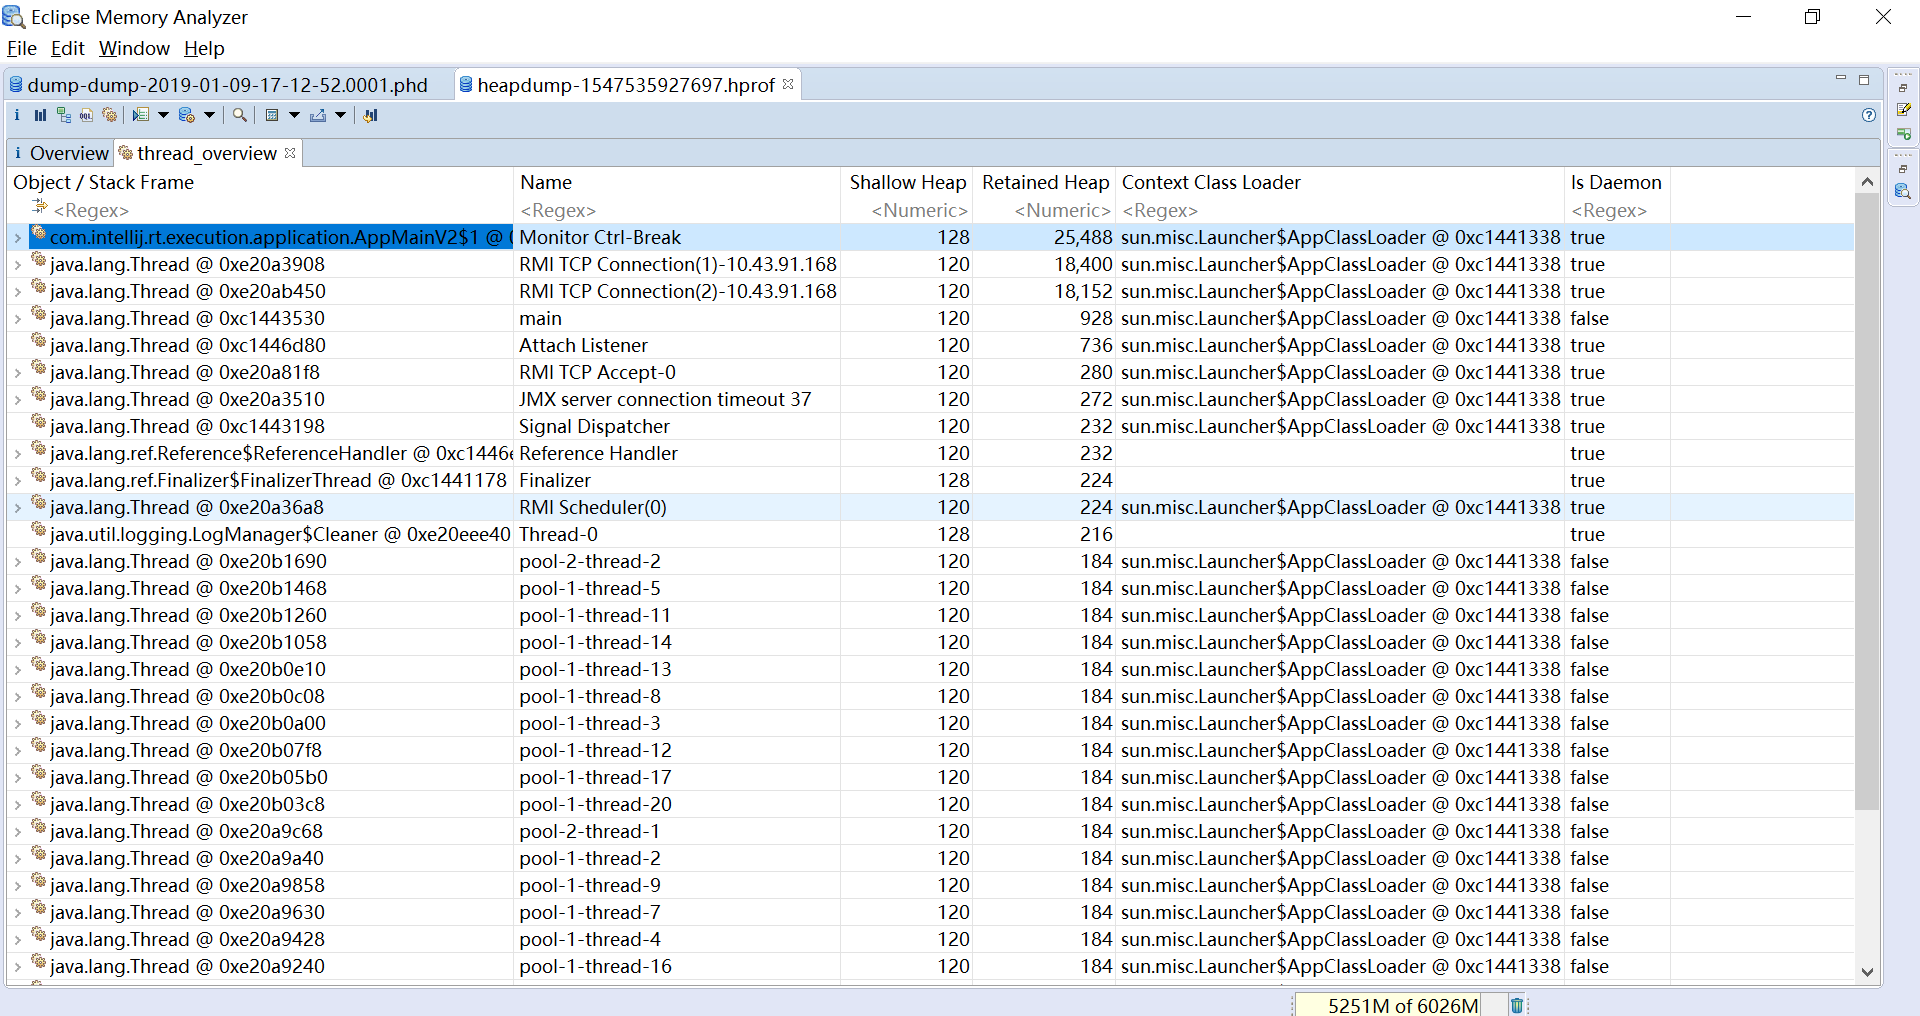 Eclipse Memory Analyzer
File Edit Window Help
dump-dump-2019-01-09-17-12-52.0001.phd heapdump-1547535927697.hprof
Overview thread_overview
Object / Stack Frame Name Shallow Heap Retained Heap Context Class Loader Is Daemon
<Regex> <Regex> <Numeric> <Numeric> <Regex> <Regex>
com.intellij.rt.execution.application.AppMainV2$1 @ Monitor Ctrl-Break 128 25,488 sun.misc.Launcher$AppClassLoader @ 0xc1441338 true
java.lang.Thread @ 0xe20a3908 RMI TCP Connection(1)-10.43.91.168 120 18,400 sun.misc.Launcher$AppClassLoader @ 0xc1441338 true
java.lang.Thread @ 0xe20ab450 RMI TCP Connection(2)-10.43.91.168 120 18,152 sun.misc.Launcher$AppClassLoader @ 0xc1441338 true
java.lang.Thread @ 0xc1443530 main 120 928 sun.misc.Launcher$AppClassLoader @ 0xc1441338 false
java.lang.Thread @ 0xc1446d80 Attach Listener 120 736 sun.misc.Launcher$AppClassLoader @ 0xc1441338 true
java.lang.Thread @ 0xe20a81f8 RMI TCP Accept-0 120 280 sun.misc.Launcher$AppClassLoader @ 0xc1441338 true
java.lang.Thread @ 0xe20a3510 JMX server connection timeout 37 120 272 sun.misc.Launcher$AppClassLoader @ 0xc1441338 true
java.lang.Thread @ 0xc1443198 Signal Dispatcher 120 232 sun.misc.Launcher$AppClassLoader @ 0xc1441338 true
java.lang.ref.Reference$ReferenceHandler @ 0xc1446 Reference Handler 120 232 true
java.lang.ref.Finalizer$FinalizerThread @ 0xc1441178 Finalizer 128 224 true
java.lang.Thread @ 0xe20a36a8 RMI Scheduler(0) 120 224 sun.misc.Launcher$AppClassLoader @ 0xc1441338 true
java.util.logging.LogManager$Cleaner @ 0xe20eee40 Thread-0 128 216 true
java.lang.Thread @ 0xe20b1690 pool-2-thread-2 120 184 sun.misc.Launcher$AppClassLoader @ 0xc1441338 false
java.lang.Thread @ 0xe20b1468 pool-1-thread-5 120 184 sun.misc.Launcher$AppClassLoader @ 0xc1441338 false
java.lang.Thread @ 0xe20b1260 pool-1-thread-11 120 184 sun.misc.Launcher$AppClassLoader @ 0xc1441338 false
java.lang.Thread @ 0xe20b1058 pool-1-thread-14 120 184 sun.misc.Launcher$AppClassLoader @ 0xc1441338 false
java.lang.Thread @ 0xe20b0e10 pool-1-thread-13 120 184 sun.misc.Launcher$AppClassLoader @ 0xc1441338 false
java.lang.Thread @ 0xe20b0c08 pool-1-thread-8 120 184 sun.misc.Launcher$AppClassLoader @ 0xc1441338 false
java.lang.Thread @ 0xe20b0a00 pool-1-thread-3 120 184 sun.misc.Launcher$AppClassLoader @ 0xc1441338 false
java.lang.Thread @ 0xe20b07f8 pool-1-thread-12 120 184 sun.misc.Launcher$AppClassLoader @ 0xc1441338 false
java.lang.Thread @ 0xe20b05b0 pool-1-thread-17 120 184 sun.misc.Launcher$AppClassLoader @ 0xc1441338 false
java.lang.Thread @ 0xe20b03c8 pool-1-thread-20 120 184 sun.misc.Launcher$AppClassLoader @ 0xc1441338 false
java.lang.Thread @ 0xe20a9c68 pool-2-thread-1 120 184 sun.misc.Launcher$AppClassLoader @ 0xc1441338 false
java.lang.Thread @ 0xe20a9a40 pool-1-thread-2 120 184 sun.misc.Launcher$AppClassLoader @ 0xc1441338 false
java.lang.Thread @ 0xe20a9858 pool-1-thread-9 120 184 sun.misc.Launcher$AppClassLoader @ 0xc1441338 false
java.lang.Thread @ 0xe20a9630 pool-1-thread-7 120 184 sun.misc.Launcher$AppClassLoader @ 0xc1441338 false
java.lang.Thread @ 0xe20a9428 pool-1-thread-4 120 184 sun.misc.Launcher$AppClassLoader @ 0xc1441338 false
java.lang.Thread @ 0xe20a9240 pool-1-thread-16 120 184 sun.misc.Launcher$AppClassLoader @ 0xc1441338 false
5251M of 6026M